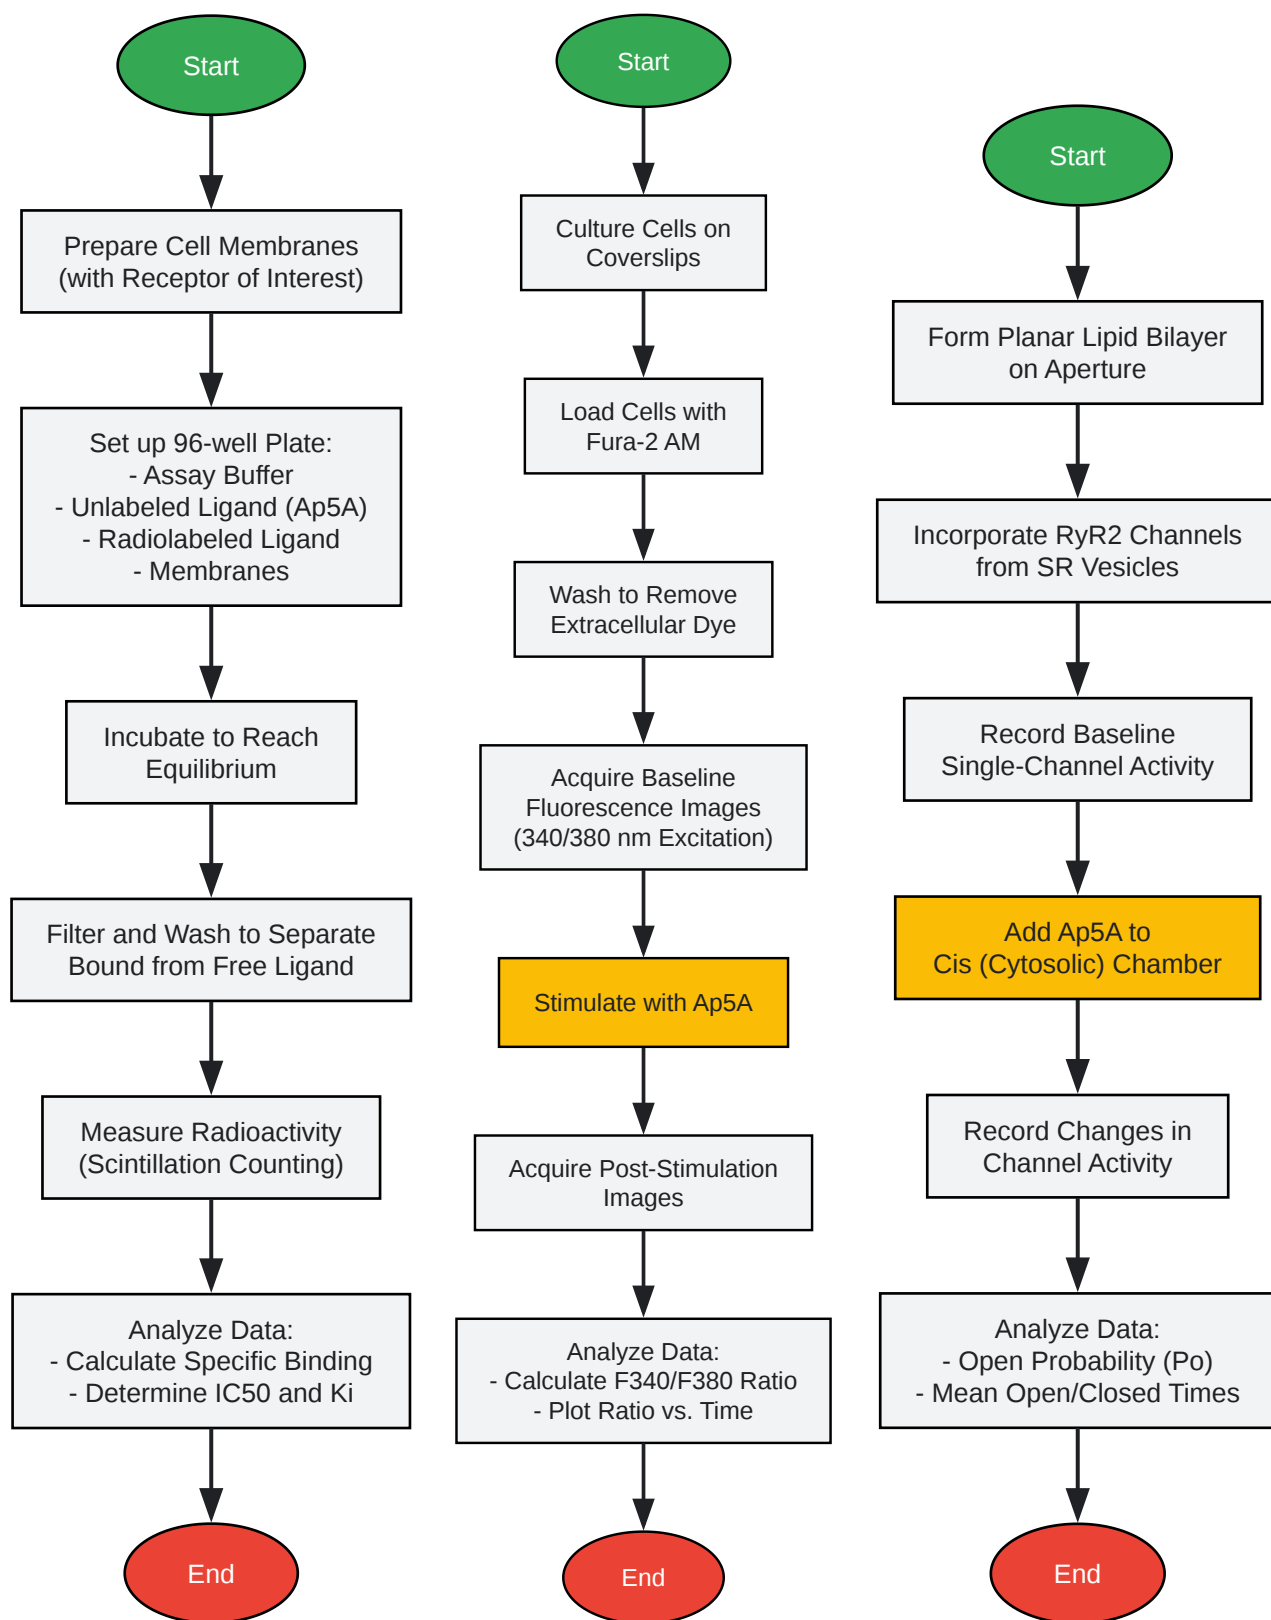 Start
Prepare Cell Membranes
(with Receptor of Interest)
Set up 96-well Plate:
- Assay Buffer
- Unlabeled Ligand (Ap5A)
- Radiolabeled Ligand
- Membranes
Incubate to Reach
Equilibrium
Filter and Wash to Separate
Bound from Free Ligand
Measure Radioactivity
(Scintillation Counting)
Analyze Data:
- Calculate Specific Binding
- Determine IC50 and Ki
End
Start
Culture Cells on
Coverslips
Load Cells with
Fura-2 AM
Wash to Remove
Extracellular Dye
Acquire Baseline
Fluorescence Images
(340/380 nm Excitation)
Stimulate with Ap5A
Acquire Post-Stimulation
Images
Analyze Data:
- Calculate F340/F380 Ratio
- Plot Ratio vs. Time
End
Start
Form Planar Lipid Bilayer
on Aperture
Incorporate RyR2 Channels
from SR Vesicles
Record Baseline
Single-Channel Activity
Add Ap5A to
Cis (Cytosolic) Chamber
Record Changes in
Channel Activity
Analyze Data:
- Open Probability (Po)
- Mean Open/Closed Times
End